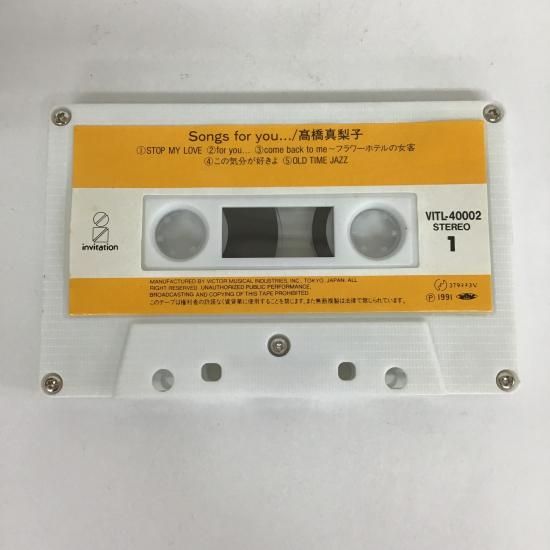 Songs for you.../高橋真梨子
①STOP MY LOVE ②for you... ③come back to me～フラワーホテルの女客
④この気分が好きよ ⑤OLD TIME JAZZ
invitation
VITL-40002
STEREO
1
MANUFACTURED BY VICTOR MUSICAL INDUSTRIES, INC., TOKYO, JAPAN. ALL
RIGHT RESERVED. UNAUTHORIZED PUBLIC PERFORMANCE,
BROADCASTING AND COPYING OF THIS TAPE PROHIBITED.
このテープは権利者の許諾なく賃貸業に使用することを禁じます。また無断複製は法律で禁じられています。
Ⓟ 1991